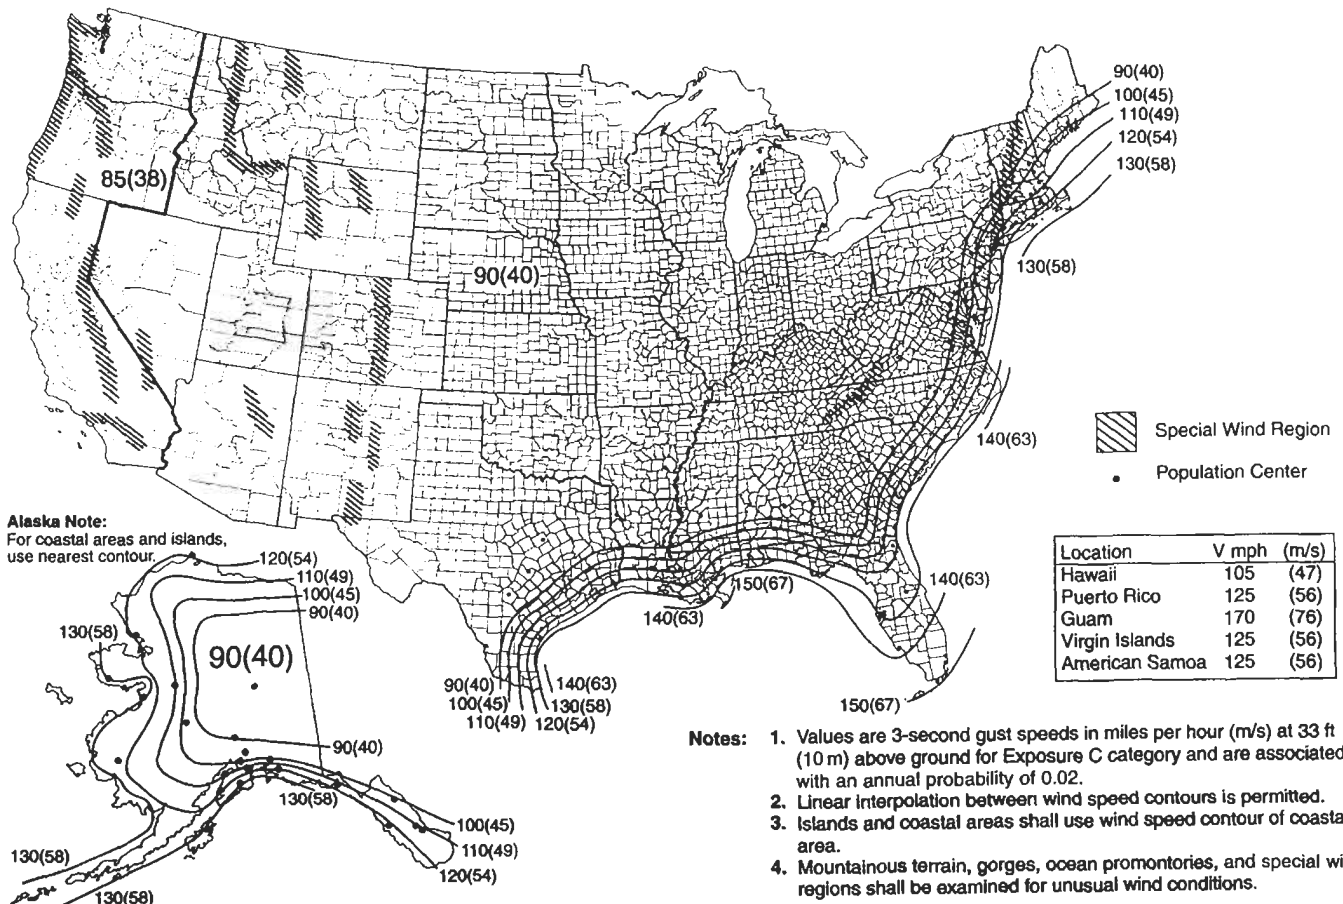 90(40)
100(45)
110(49)
120(54)
130(58)
85(38)
130(58)
90(40)
140(63)
Special Wind Region
Population Center
Alaska Note:
For coastal areas and islands,
use nearest contour.
120(54)
110(49)
100(45)
90(40)
130(58)
90(40)
90(40)
130(58)
100(45)
110(49)
120(54)
130(58)
130(58)
150(67)
140(63)
140(63)
90(40)
100(45)
110(49)
140(63)
130(58)
120(54)
150(67)
Location V mph (m/s)
Hawaii 105 (47)
Puerto Rico 125 (56)
Guam 170 (76)
Virgin Islands 125 (56)
American Samoa 125 (56)
Notes: 1. Values are 3-second gust speeds in miles per hour (m/s) at 33 ft
(10 m) above ground for Exposure C category and are associated
with an annual probability of 0.02.
2. Linear interpolation between wind speed contours is permitted.
3. Islands and coastal areas shall use wind speed contour of coasta
area.
4. Mountainous terrain, gorges, ocean promontories, and special wi
regions shall be examined for unusual wind conditions.